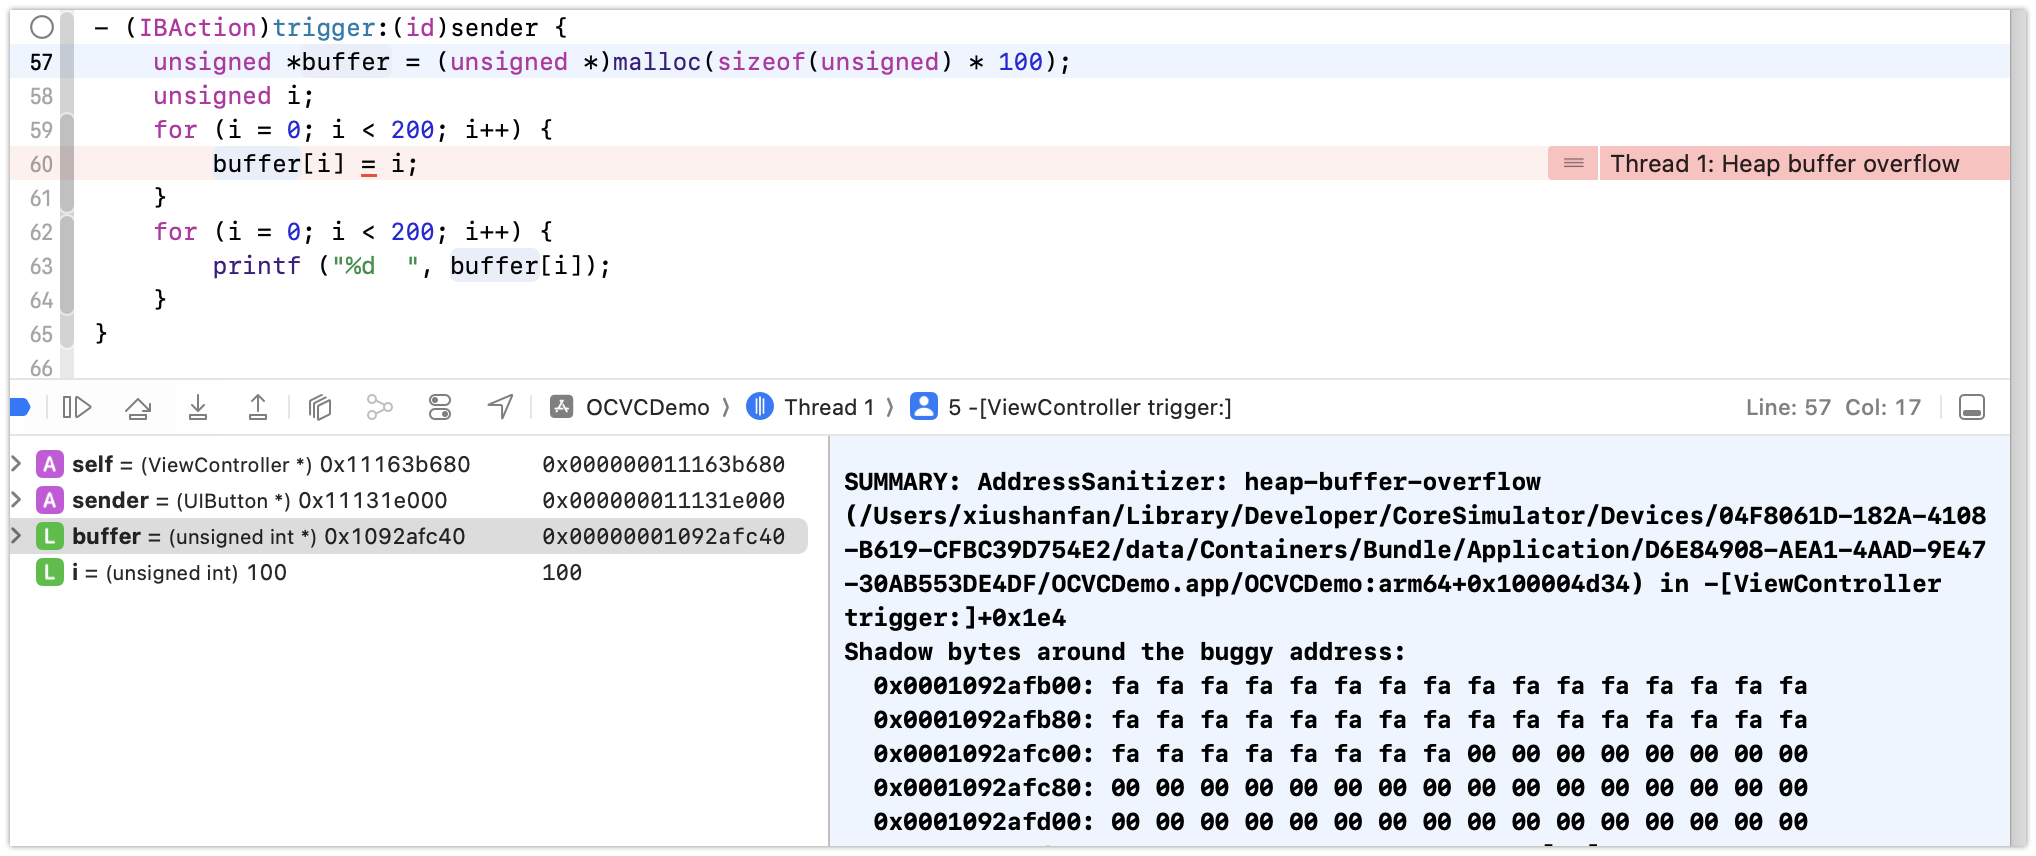 - (IBAction)trigger:(id)sender {
57 unsigned *buffer = (unsigned *)malloc(sizeof(unsigned) * 100);
58 unsigned i;
59 for (i = 0; i < 200; i++) {
60 buffer[i] = i; Thread 1: Heap buffer overflow
61 }
62 for (i = 0; i < 200; i++) {
63 printf ("%d  ", buffer[i]);
64 }
65 }
66
OCVCDemo ⟩ Thread 1 ⟩ 5 -[ViewController trigger:] Line: 57 Col: 17
A self = (ViewController *) 0x11163b680 0x000000011163b680
A sender = (UIButton *) 0x11131e000 0x000000011131e000
L buffer = (unsigned int *) 0x1092afc40 0x00000001092afc40
L i = (unsigned int) 100 100
SUMMARY: AddressSanitizer: heap-buffer-overflow
(/Users/xiushanfan/Library/Developer/CoreSimulator/Devices/04F8061D-182A-4108
-B619-CFBC39D754E2/data/Containers/Bundle/Application/D6E84908-AEA1-4AAD-9E47
-30AB553DE4DF/OCVCDemo.app/OCVCDemo:arm64+0x100004d34) in -[ViewController
trigger:]+0x1e4
Shadow bytes around the buggy address:
0x0001092afb00: fa fa fa fa fa fa fa fa fa fa fa fa fa fa fa fa
0x0001092afb80: fa fa fa fa fa fa fa fa fa fa fa fa fa fa fa fa
0x0001092afc00: fa fa fa fa fa fa fa fa 00 00 00 00 00 00 00 00
0x0001092afc80: 00 00 00 00 00 00 00 00 00 00 00 00 00 00 00 00
0x0001092afd00: 00 00 00 00 00 00 00 00 00 00 00 00 00 00 00 00